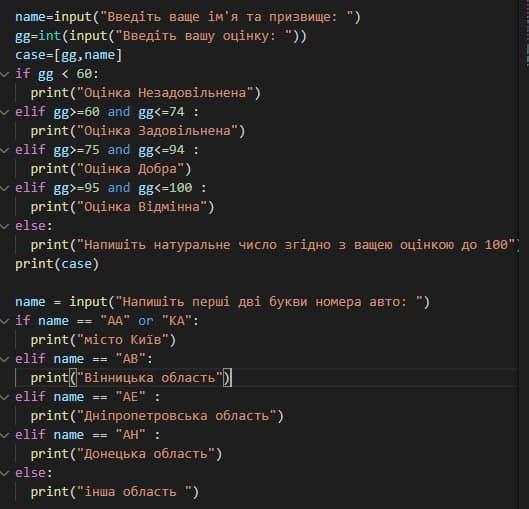 name=input("Введіть ваще ім'я та призвище: ")
gg=int(input("Введіть вашу оцінку: "))
case=[gg,name]
if gg < 60:
  print("Оцінка Незадовільнена")
elif gg>=60 and gg<=74 :
  print("Оцінка Задовільнена")
elif gg>=75 and gg<=94 :
  print("Оцінка Добра")
elif gg>=95 and gg<=100 :
  print("Оцінка Відмінна")
else:
  print("Напишіть натуральне число згідно з ващею оцінкою до 100")
print(case)

name = input("Напишіть перші дві букви номера авто: ")
if name == "AA" or "KA":
  print("місто Київ")
elif name == "AB":
  print("Вінницька область")
elif name == "AE" :
  print("Дніпропетровська область")
elif name == "AH" :
  print("Донецька область")
else:
  print("інша область ")